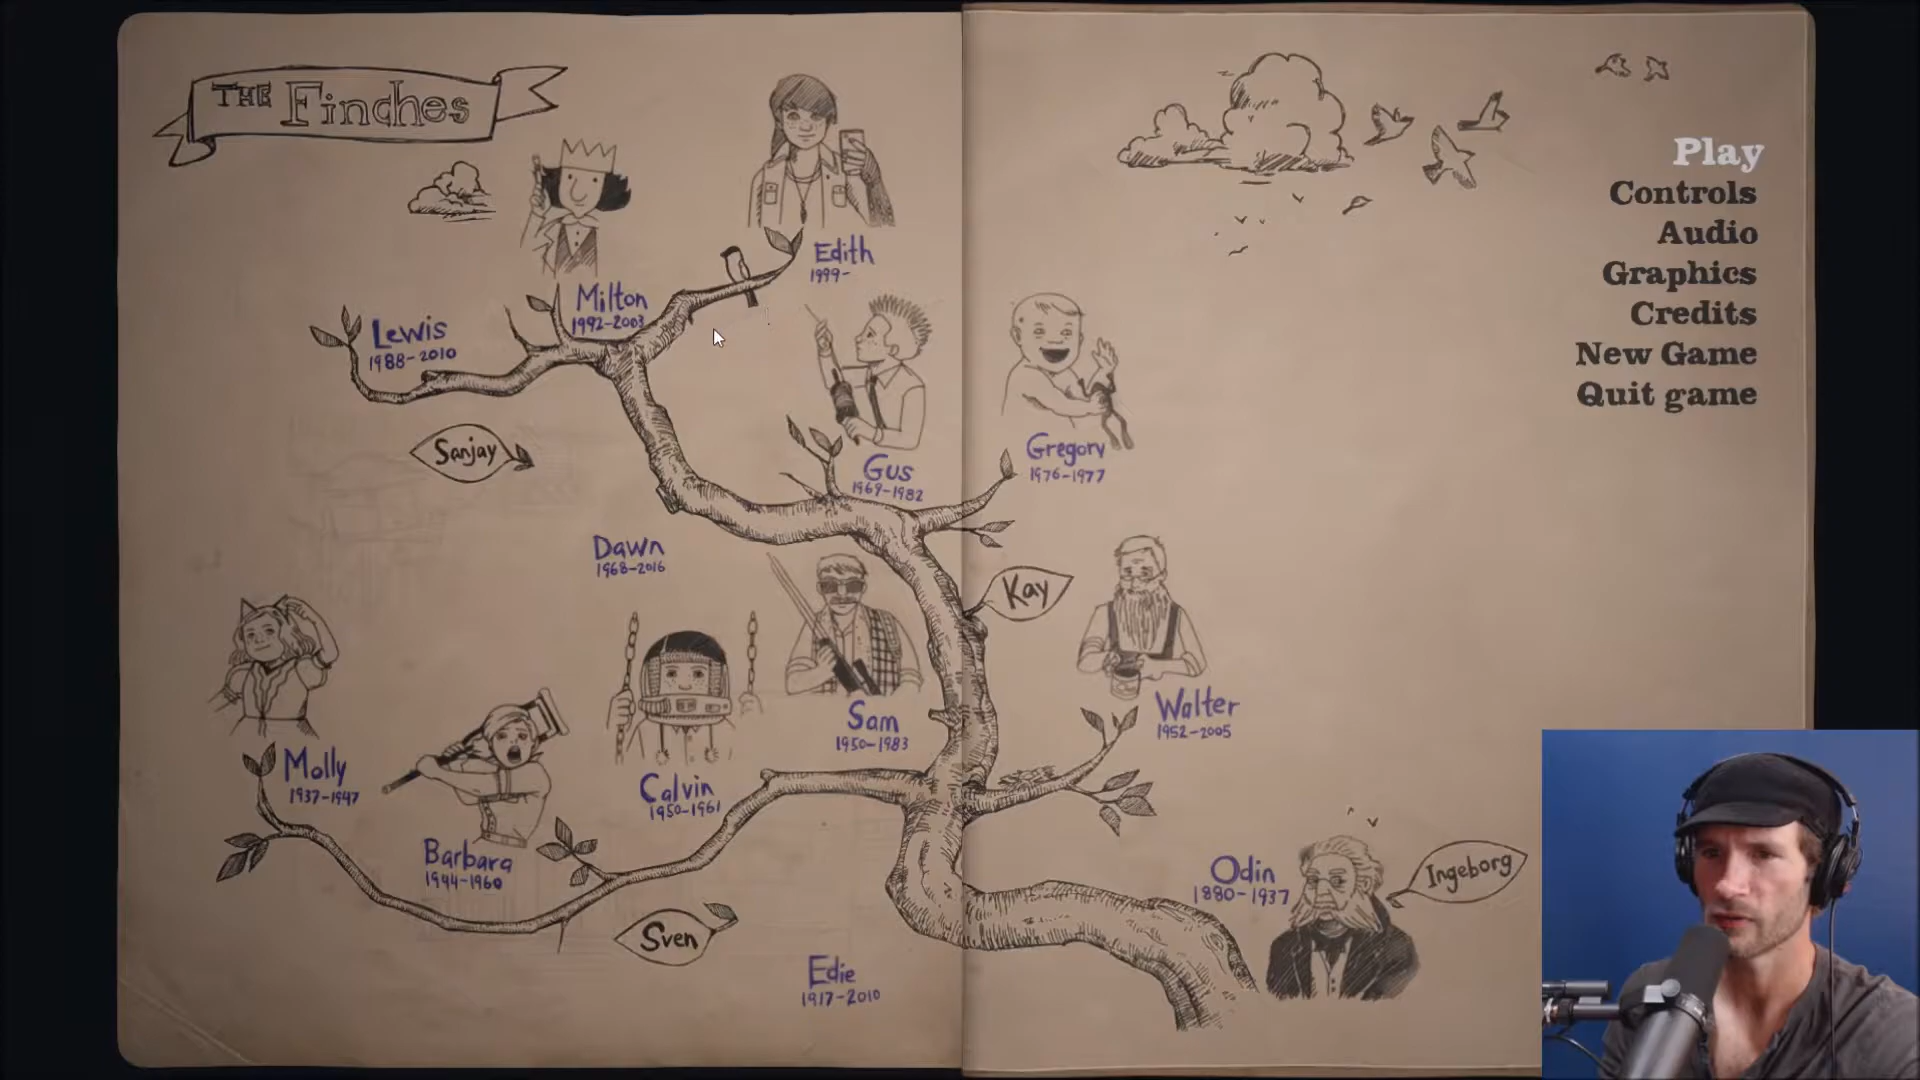 THE Finches
Edith
1999-
Milton
1992-2003
Lewis
1988-2010
Sanjay
Gus
1969-1982
Gregory
1976-1977
Dawn
1968-2016
Kay
Sam
1950-1983
Walter
1952-2005
Molly
1937-1947
Calvin
1950-1961
Barbara
1944-1960
Sven
Edie
1917-2010
Odin
1880-1937
Ingeborg
Play
Controls
Audio
Graphics
Credits
New Game
Quit game